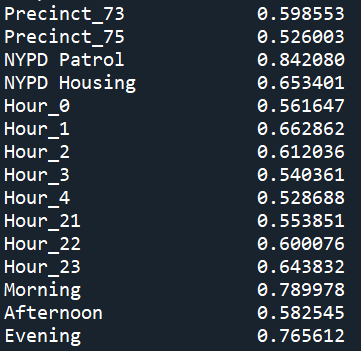 Precinct_73 0.598553
Precinct_75 0.526003
NYPD Patrol 0.842080
NYPD Housing 0.653401
Hour_0 0.561647
Hour_1 0.662862
Hour_2 0.612036
Hour_3 0.540361
Hour_4 0.528688
Hour_21 0.553851
Hour_22 0.600076
Hour_23 0.643832
Morning 0.789978
Afternoon 0.582545
Evening 0.765612